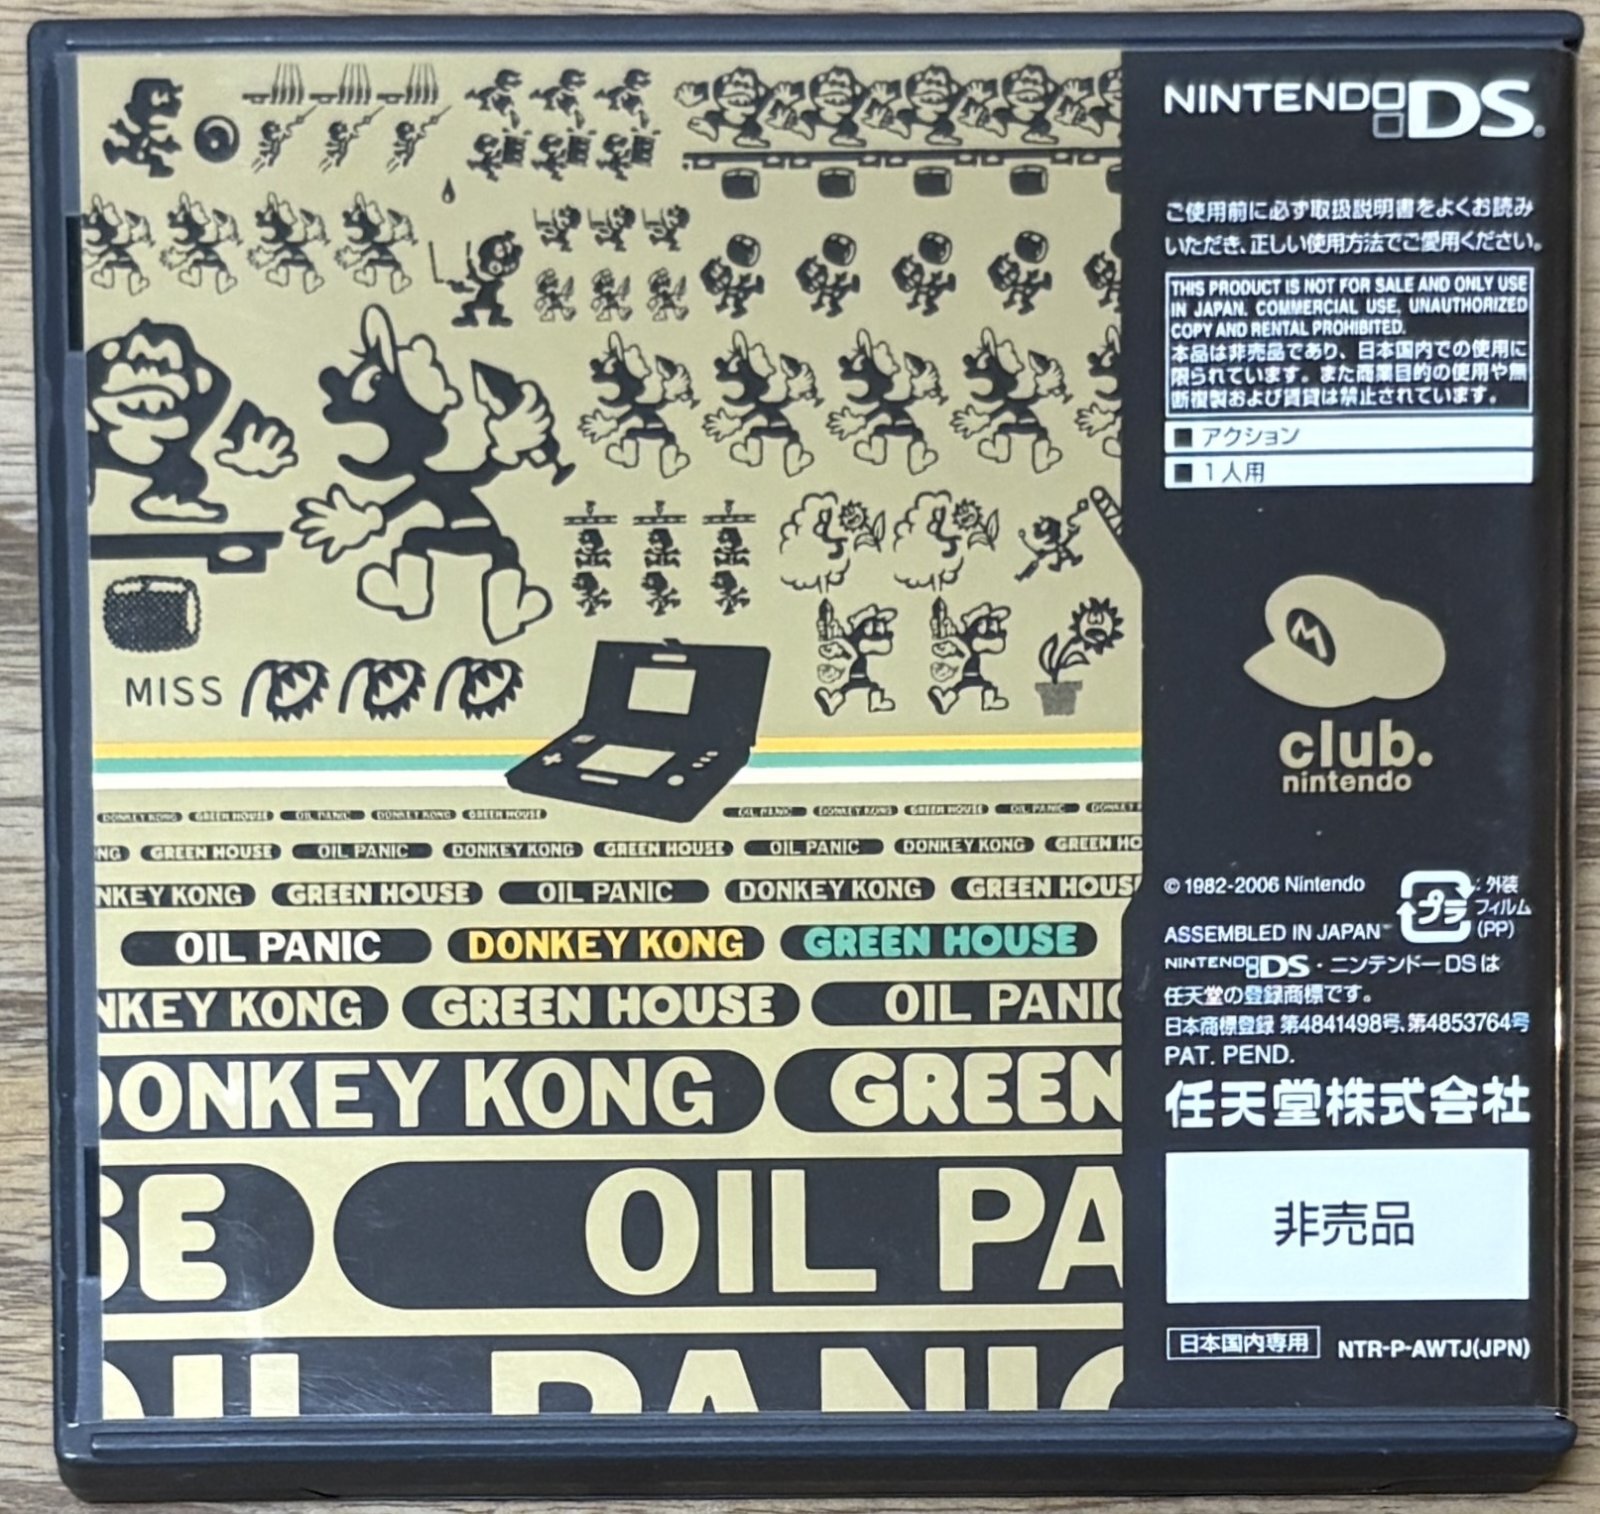 MISS
DONKEY KONG GREEN HOUSE OIL PANIC DONKEY KONG GREEN HOUSE OIL PANIC DONKEY KONG GREEN HOUSE OIL PANIC DONKEY K
NG GREEN HOUSE OIL PANIC DONKEY KONG GREEN HOUSE OIL PANIC DONKEY KONG GREEN HO
NKEY KONG GREEN HOUSE OIL PANIC DONKEY KONG GREEN HOUS
OIL PANIC DONKEY KONG GREEN HOUSE
NKEY KONG GREEN HOUSE OIL PANIC
DONKEY KONG GREEN
SE OIL PA
OIL PANIC
NINTENDO DS®
ご使用前に必ず取扱説明書をよくお読み
いただき、正しい使用方法でご愛用ください。
THIS PRODUCT IS NOT FOR SALE AND ONLY USE
IN JAPAN. COMMERCIAL USE, UNAUTHORIZED
COPY AND RENTAL PROHIBITED.
本品は非売品であり、日本国内での使用に
限られています。また商業目的の使用や無
断複製および賃貸は禁止されています。
■ アクション
■ 1人用
M
club.
nintendo
© 1982-2006 Nintendo
プラ
:外装
フィルム
(PP)
ASSEMBLED IN JAPAN
NINTENDO DS・ニンテンドーDSは
任天堂の登録商標です。
日本商標登録 第4841498号、第4853764号
PAT. PEND.
任天堂株式会社
非売品
日本国内専用 NTR-P-AWTJ(JPN)